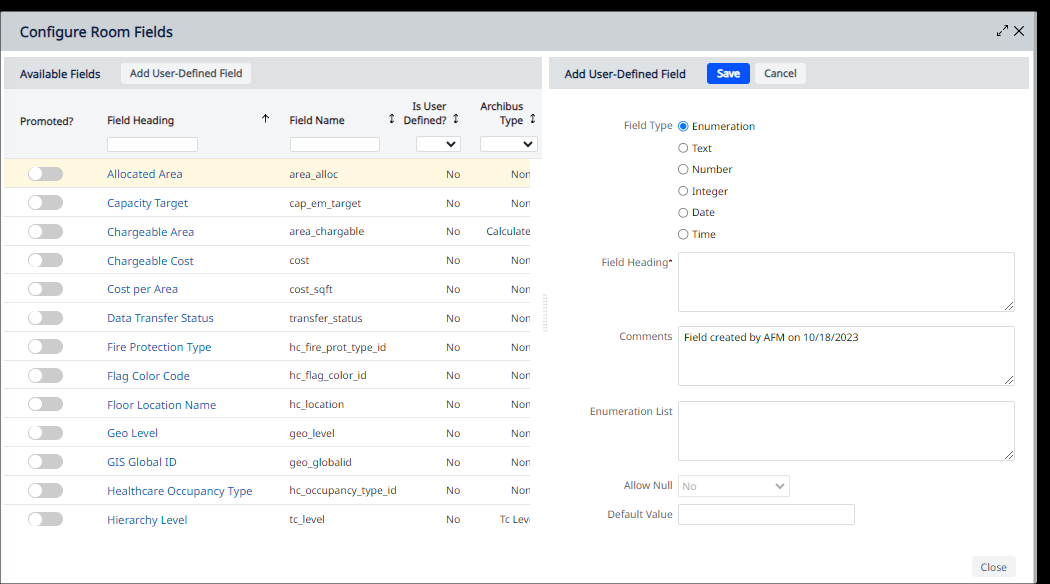 Configure Room Fields
Available Fields Add User-Defined Field
Promoted? Field Heading Field Name Is User Defined? Archibus Type
Allocated Area area_alloc No Non
Capacity Target cap_em_target No Non
Chargeable Area area_chargable No Calculate
Chargeable Cost cost No Non
Cost per Area cost_sqft No Non
Data Transfer Status transfer_status No Non
Fire Protection Type hc_fire_prot_type_id No Non
Flag Color Code hc_flag_color_id No Non
Floor Location Name hc_location No Non
Geo Level geo_level No Non
GIS Global ID geo_globalid No Non
Healthcare Occupancy Type hc_occupancy_type_id No Non
Hierarchy Level tc_level No Tc Lev
Add User-Defined Field Save Cancel
Field Type Enumeration
Text
Number
Integer
Date
Time
Field Heading*
Comments Field created by AFM on 10/18/2023
Enumeration List
Allow Null No
Default Value
Close